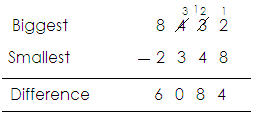 3 12 1
Biggest 8 4 3 2
Smallest – 2 3 4 8
Difference 6 0 8 4